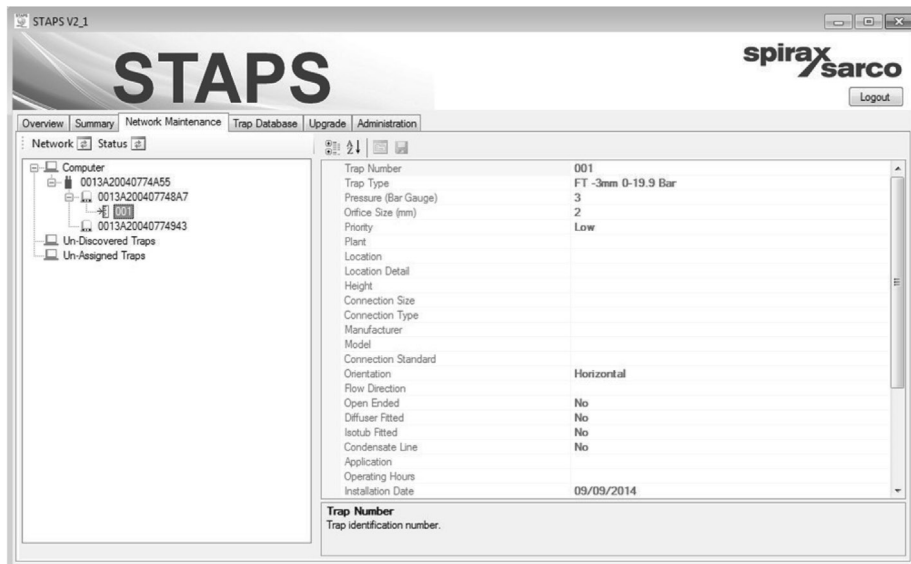 STAPS V2_1
STAPS
spirax
sarco
Logout
Overview Summary Network Maintenance Trap Database Upgrade Administration
Network Status
Computer
0013A20040774A55
0013A200407748A7
001
0013A20040774943
Un-Discovered Traps
Un-Assigned Traps
Trap Number 001
Trap Type FT -3mm 0-19.9 Bar
Pressure (Bar Gauge) 3
Orifice Size (mm) 2
Priority Low
Plant
Location
Location Detail
Height
Connection Size
Connection Type
Manufacturer
Model
Connection Standard
Orientation Horizontal
Flow Direction
Open Ended No
Diffuser Fitted No
Isotub Fitted No
Condensate Line No
Application
Operating Hours
Installation Date 09/09/2014
Trap Number
Trap identification number.